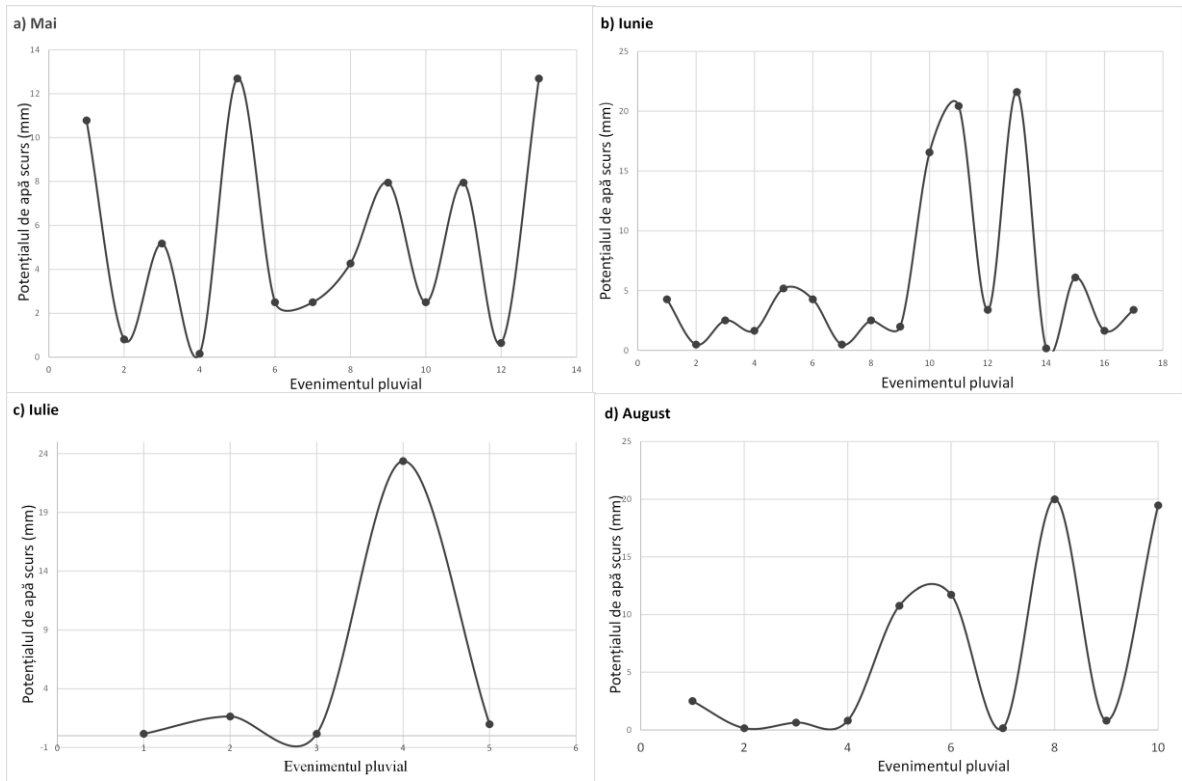 a) Mai
Potențialul de apă scurs (mm)
14
12
10
8
6
4
2
0
0 2 4 6 8 10 12 14
Evenimentul pluvial
b) Iunie
Potențialul de apă scurs (mm)
25
20
15
10
5
0
0 2 4 6 8 10 12 14 16 18
Evenimentul pluvial
c) Iulie
Potențialul de apă scurs (mm)
24
19
14
9
4
-1
0 1 2 3 4 5 6
Evenimentul pluvial
d) August
Potențialul de apă scurs (mm)
25
20
15
10
5
0
0 2 4 6 8 10
Evenimentul pluvial